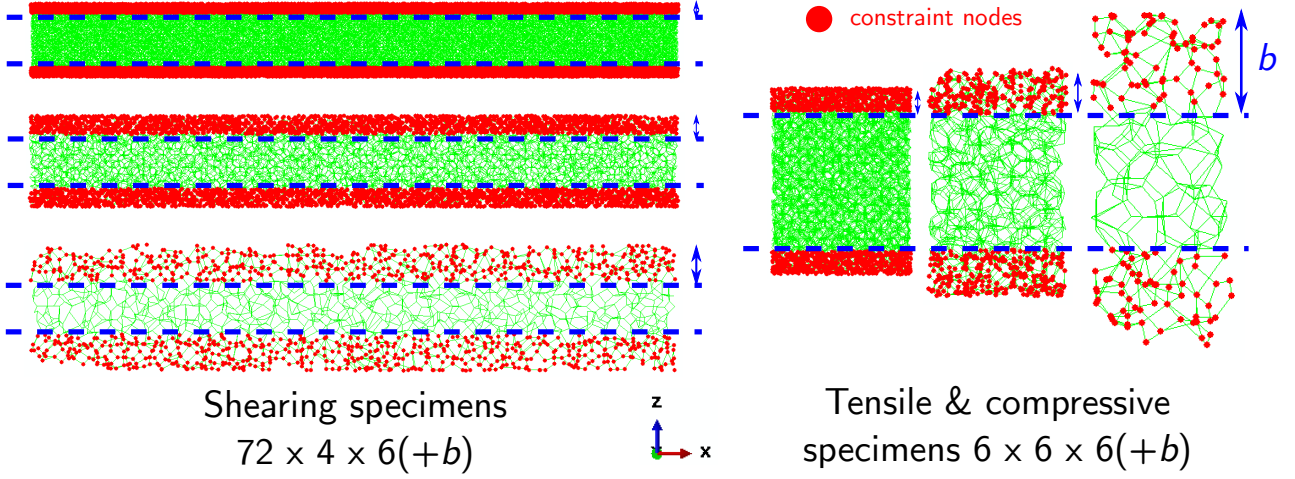 constraint nodes
b
Shearing specimens
72 x 4 x 6(+b)
z
x
Tensile & compressive
specimens 6 x 6 x 6(+b)